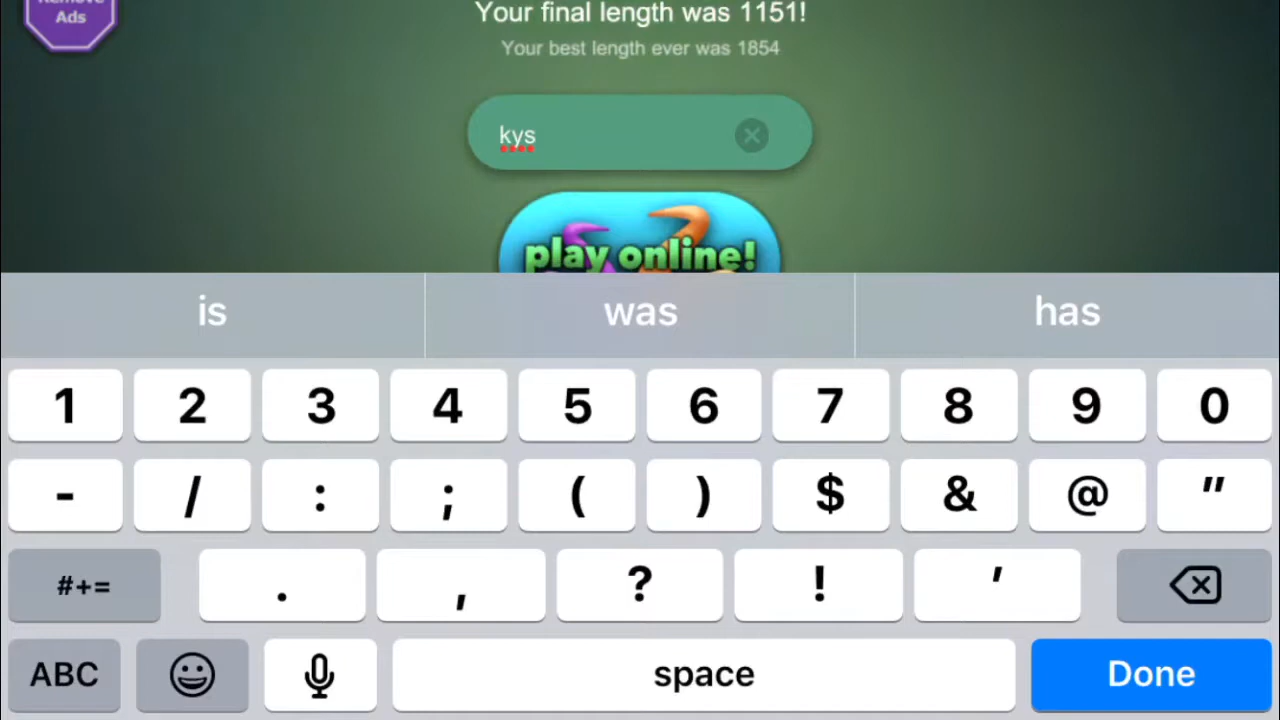 Remove
Ads
Your final length was 1151!
Your best length ever was 1854
kys
play online!
is was has
1 2 3 4 5 6 7 8 9 0
- / : ; ( ) $ & @ "
#+= . , ? ! '
ABC space Done